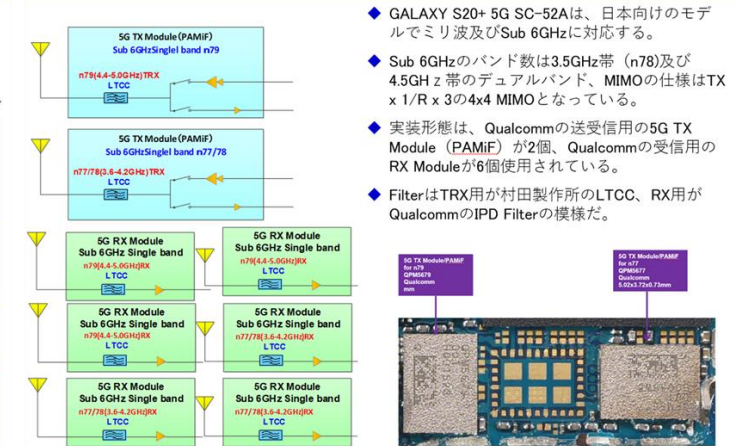 5G TX Module(PAMiF)
Sub 6GHzSinglel band n79
n79(4.4-5.0GHz)TRX
LTCC
5G TX Module(PAMiF)
Sub 6GHzSinglel band n77/78
n77/78(3.6-4.2GHz)TRX
LTCC
5G RX Module
Sub 6GHz Single band
n79(4.4-5.0GHz)RX
LTCC
5G RX Module
Sub 6GHz Single band
n79(4.4-5.0GHz)RX
LTCC
5G RX Module
Sub 6GHz Single band
n79(4.4-5.0GHz)RX
LTCC
5G RX Module
Sub 6GHz Single band
n77/78(3.6-4.2GHz)RX
LTCC
5G RX Module
Sub 6GHz Single band
n77/78(3.6-4.2GHz)RX
LTCC
5G RX Module
Sub 6GHz Single band
n77/78(3.6-4.2GHz)RX
LTCC
◆ GALAXY S20+ 5G SC-52Aは、日本向けのモデ
ルでミリ波及びSub 6GHzに対応する。
◆ Sub 6GHzのバンド数は3.5GHz帯（n78)及び
4.5GHｚ帯のデュアルバンド、MIMOの仕様はTX
x 1/R x 3の4x4 MIMOとなっている。
◆ 実装形態は、Qualcommの送受信用の5G TX
Module（PAMiF）が2個、Qualcommの受信用の
RX Moduleが6個使用されている。
◆ FilterはTRX用が村田製作所のLTCC、RX用が
QualcommのIPD Filterの模様だ。
5G TX Module/PAMiF
for n79
QPM5679
Qualcomm
mm
5G TX Module/PAMiF
for n77
QPM5677
Qualcomm
5.02x3.72x0.73mm